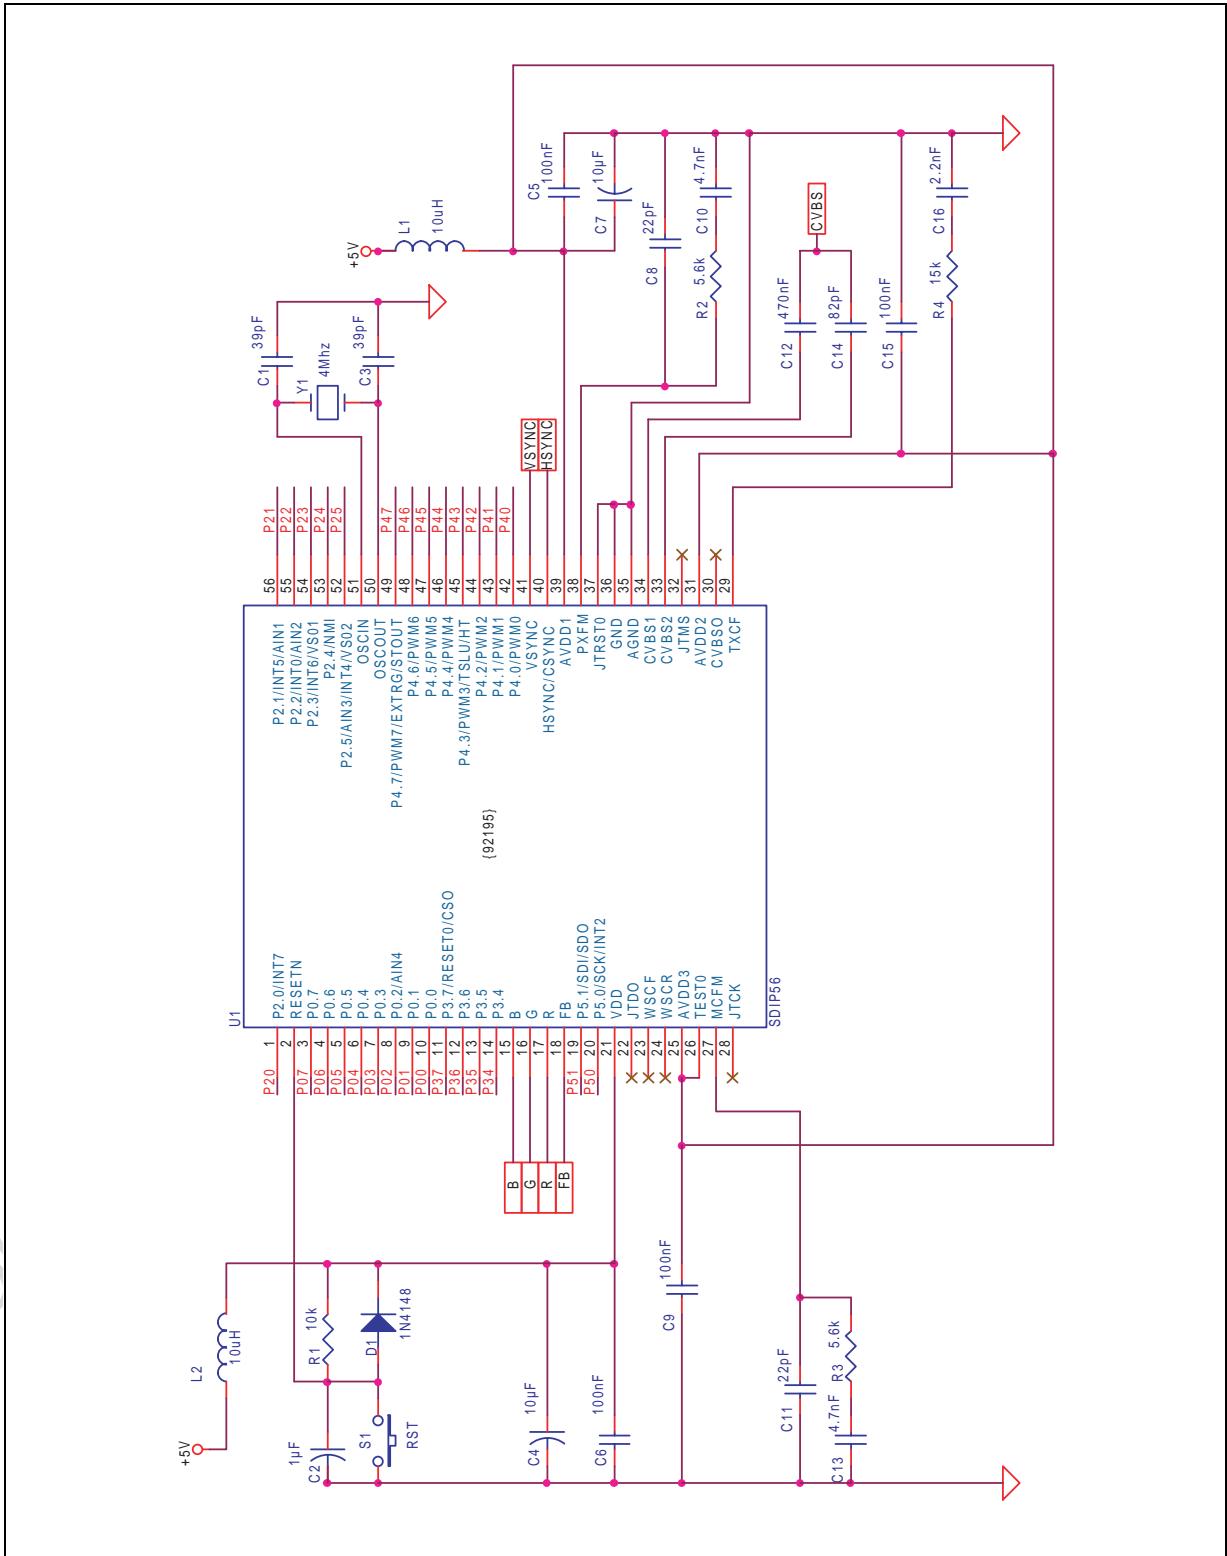 +5V
L1
10uH
C5
100nF
C7
10µF
C8
22pF
C10
4.7nF
R2
5.6k
CVBS
C12
470nF
C14
82pF
C15
100nF
C16
2.2nF
R4
15k
C1
39pF
Y1
4Mhz
C3
39pF
VSYNC
HSYNC
P21
P22
P23
P24
P25
P47
P46
P45
P44
P43
P42
P41
P40
56
55
54
53
52
51
50
49
48
47
46
45
44
43
42
41
40
39
38
37
36
35
34
33
32
31
30
29
P2.1/INT5/AIN1
P2.2/INT0/AIN2
P2.3/INT6/VS01
P2.4/NMI
P2.5/AIN3/INT4/VS02
OSCIN
OSCOUT
P4.7/PWM7/EXTRG/STOUT
P4.6/PWM6
P4.5/PWM5
P4.4/PWM4
P4.3/PWM3/TSLU/HT
P4.2/PWM2
P4.1/PWM1
P4.0/PWM0
VSYNC
HSYNC/CSYNC
AVDD1
PXFM
JTRST0
GND
AGND
CVBS1
CVBS2
JTMS
AVDD2
CVBSO
TXCF
{92195}
U1
SDIP56
P2.0/INT7
RESETN
P0.7
P0.6
P0.5
P0.4
P0.3
P0.2/AIN4
P0.1
P0.0
P3.7/RESET0/CSO
P3.6
P3.5
P3.4
B
G
R
FB
P5.1/SDI/SDO
P5.0/SCK/INT2
VDD
JTDO
WSCF
WSCR
AVDD3
TEST0
MCFM
JTCK
1
2
3
4
5
6
7
8
9
10
11
12
13
14
15
16
17
18
19
20
21
22
23
24
25
26
27
28
P20
P07
P06
P05
P04
P03
P02
P01
P00
P37
P36
P35
P34
P51
P50
B
G
R
FB
+5V
L2
10uH
R1
10k
D1
1N4148
C2
1µF
S1
RST
C4
10µF
C6
100nF
C9
100nF
C11
22pF
R3
5.6k
C13
4.7nF